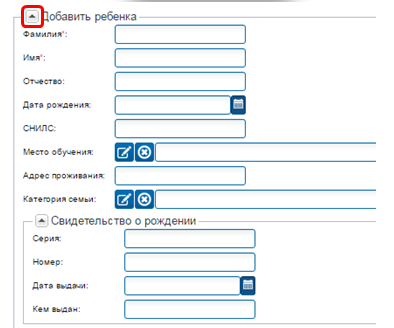 Добавить ребенка
Фамилия*:
Имя*:
Отчество:
Дата рождения:
СНИЛС:
Место обучения:
Адрес проживания:
Категория семьи:
Свидетельство о рождении
Серия:
Номер:
Дата выдачи:
Кем выдан: